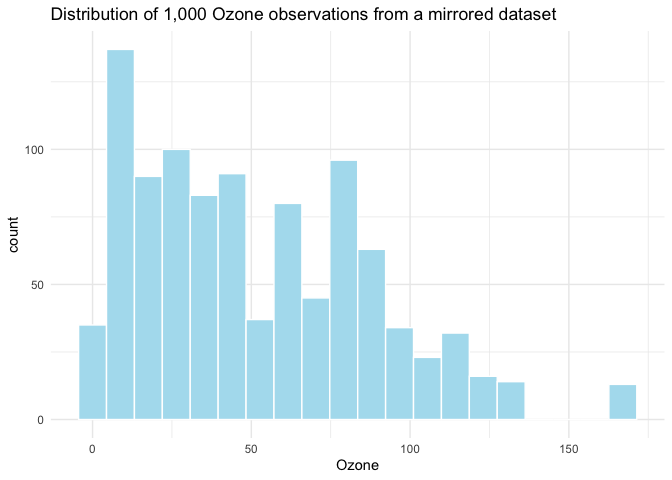 Distribution of 1,000 Ozone observations from a mirrored dataset
100
50
0
count
0 50 100 150
Ozone